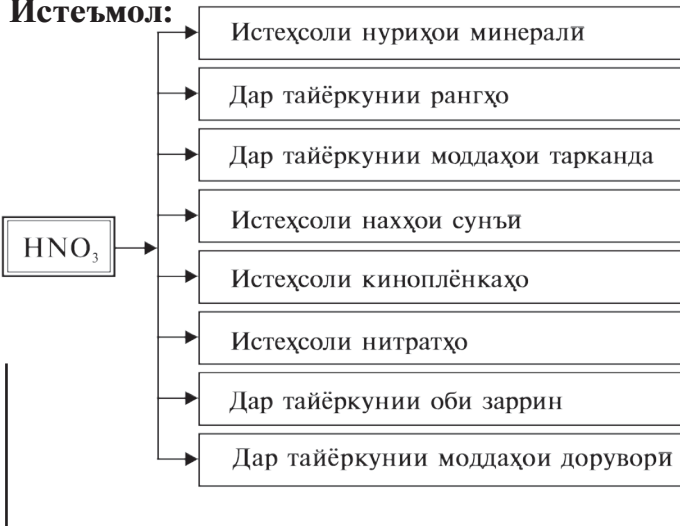 Истеъмол:
Истеҳсоли нуриҳои минералӣ
Дар тайёркунии рангҳо
Дар тайёркунии моддаҳои тарканда
HNO₃
Истеҳсоли наххои сунъӣ
Истеҳсоли киноплёнкаҳо
Истеҳсоли нитратҳо
Дар тайёркунии оби заррин
Дар тайёркунии моддаҳои доруворӣ